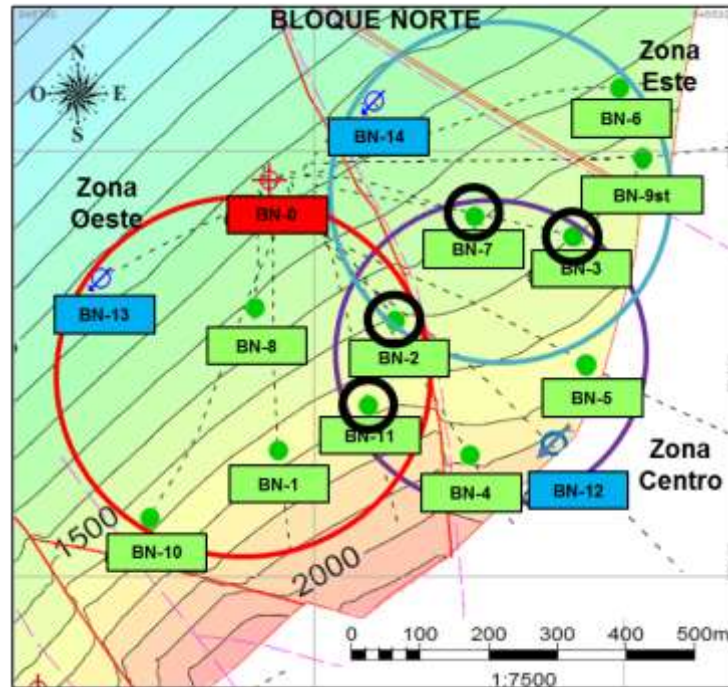 BLOQUE NORTE
Zona
Este
N
O E
S
BN-14
BN-6
Zona
Oeste
BN-0
BN-9st
BN-7
BN-3
BN-13
BN-8
BN-2
BN-5
BN-11
BN-1
Zona
Centro
BN-4
BN-12
BN-10
1500
2000
0 100 200 300 400 500m
1:7500